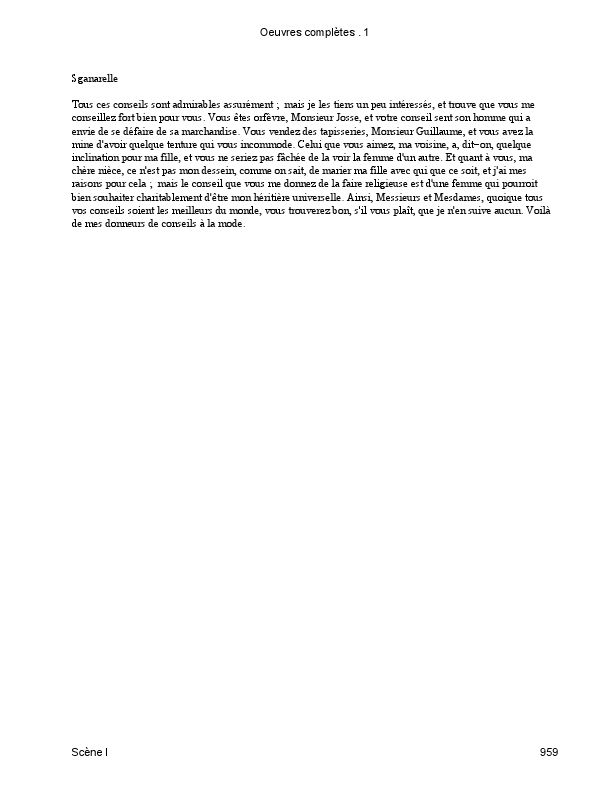 Oeuvres complètes . 1
Sganarelle
Tous ces conseils sont admirables assurément ;  mais je les tiens un peu intéressés, et trouve que vous me
conseillez fort bien pour vous. Vous êtes orfèvre, Monsieur Josse, et votre conseil sent son homme qui a
envie de se défaire de sa marchandise. Vous vendez des tapisseries, Monsieur Guillaume, et vous avez la
mine d'avoir quelque tenture qui vous incommode. Celui que vous aimez, ma voisine, a, dit−on, quelque
inclination pour ma fille, et vous ne seriez pas fâchée de la voir la femme d'un autre. Et quant à vous, ma
chère nièce, ce n'est pas mon dessein, comme on sait, de marier ma fille avec qui que ce soit, et j'ai mes
raisons pour cela ;  mais le conseil que vous me donnez de la faire religieuse est d'une femme qui pourroit
bien souhaiter charitablement d'être mon héritière universelle. Ainsi, Messieurs et Mesdames, quoique tous
vos conseils soient les meilleurs du monde, vous trouverez bon, s'il vous plaît, que je n'en suive aucun. Voilà
de mes donneurs de conseils à la mode.
Scène I
959